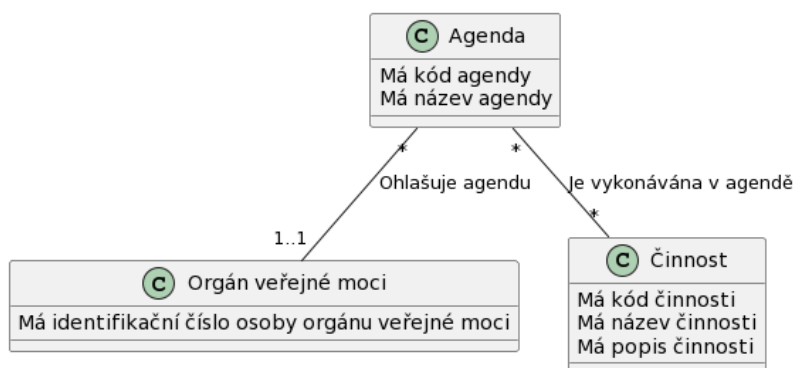 C Agenda
Má kód agendy
Má název agendy
* *
Ohlašuje agendu Je vykonávána v agendě
1..1 *
C Orgán veřejné moci
Má identifikační číslo osoby orgánu veřejné moci
C Činnost
Má kód činnosti
Má název činnosti
Má popis činnosti